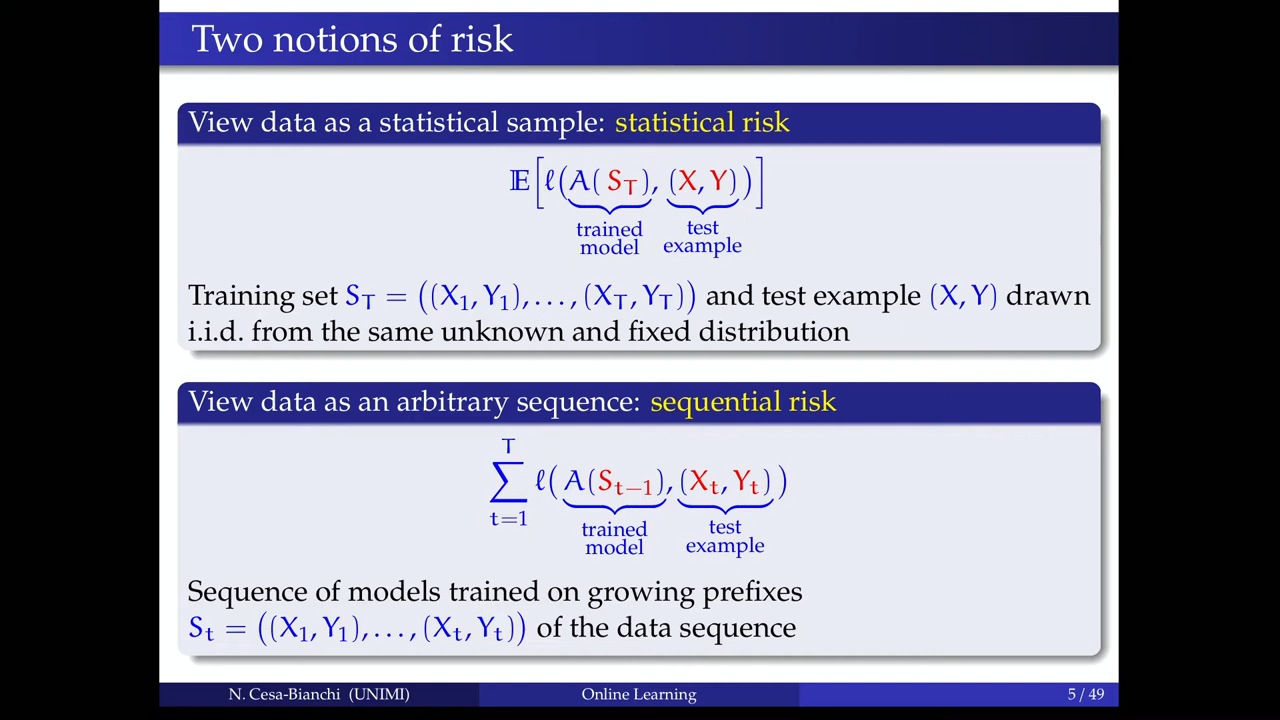 Two notions of risk
View data as a statistical sample: statistical risk
𝔼[ℓ(A(S_T), (X, Y))]
trained model
test example
Training set S_T = ((X_1, Y_1), . . . , (X_T, Y_T)) and test example (X, Y) drawn
i.i.d. from the same unknown and fixed distribution
View data as an arbitrary sequence: sequential risk
∑_{t=1}^{T} ℓ(A(S_{t−1}), (X_t, Y_t))
trained model
test example
Sequence of models trained on growing prefixes
S_t = ((X_1, Y_1), . . . , (X_t, Y_t)) of the data sequence
N. Cesa-Bianchi (UNIMI)
Online Learning
5 / 49